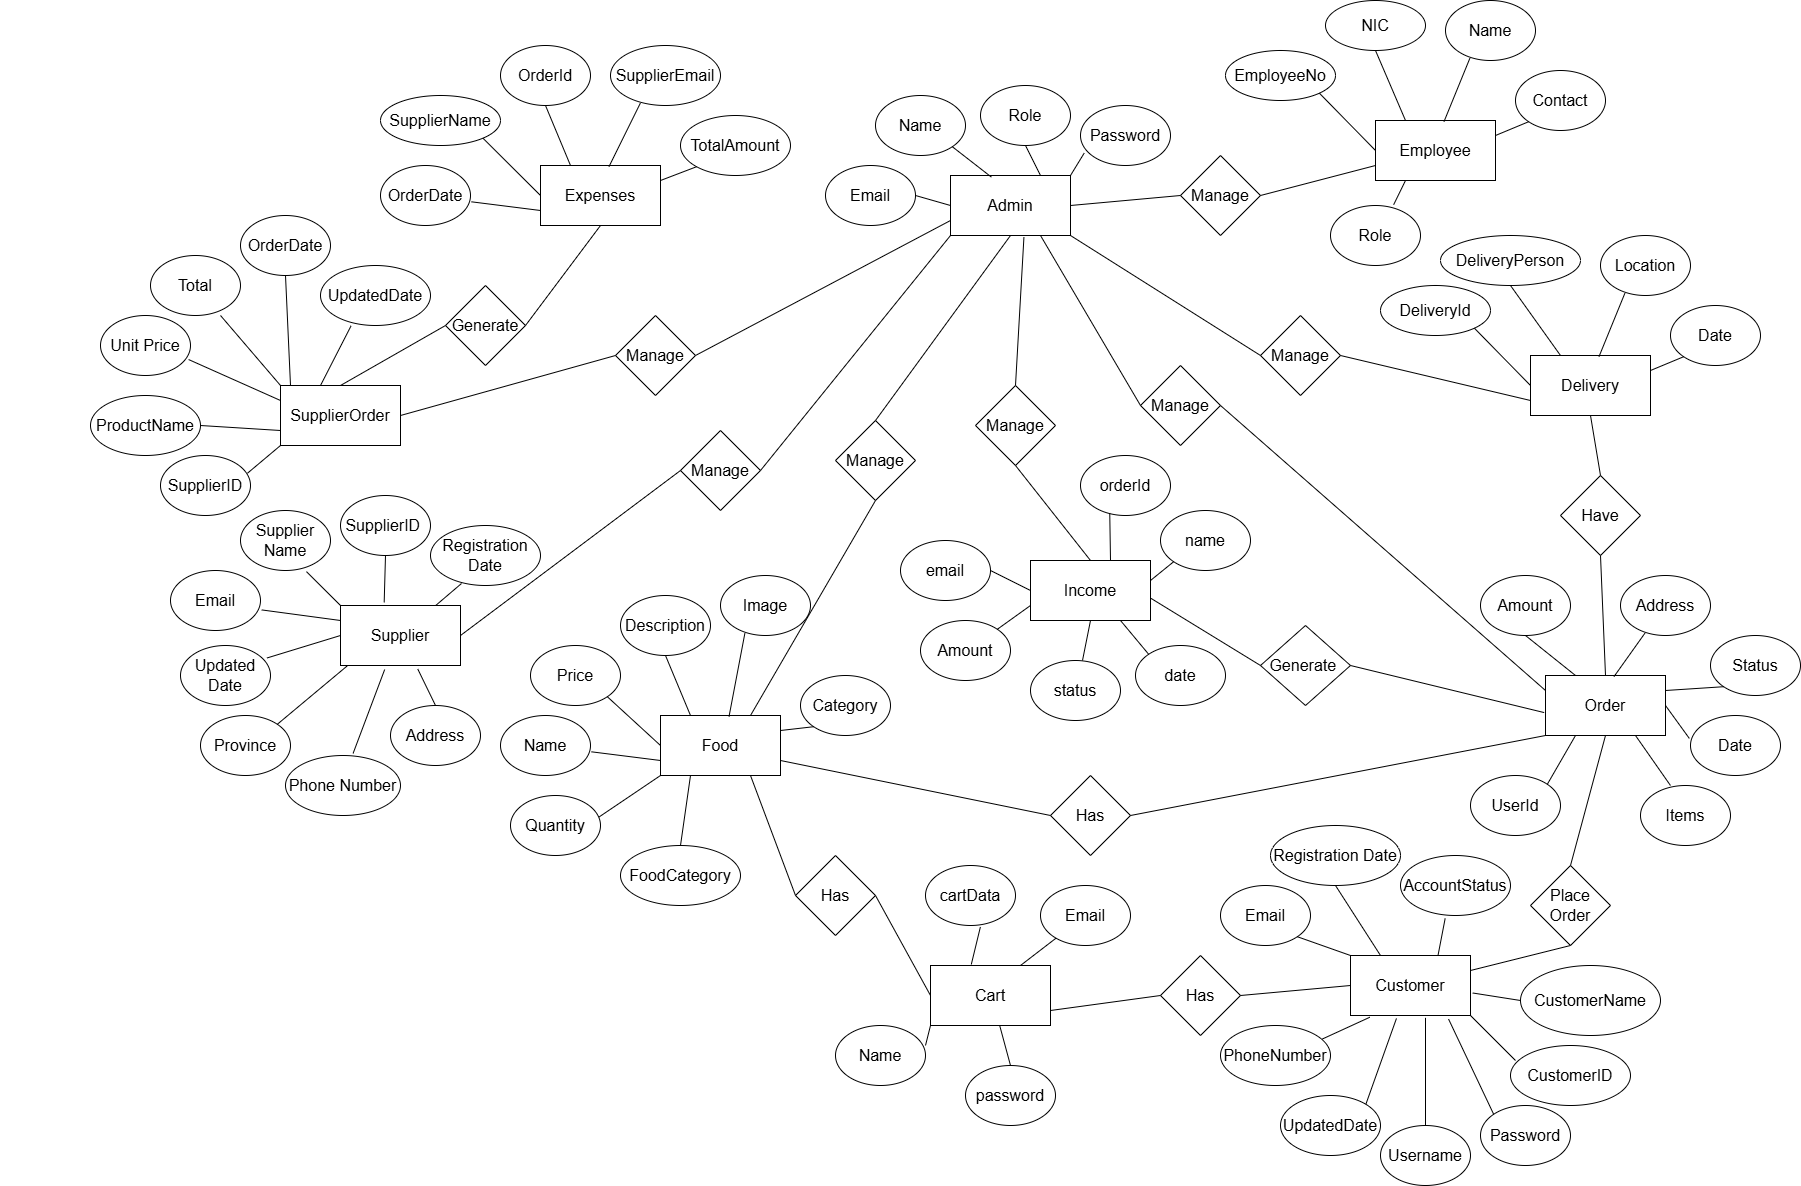 NIC
Name
EmployeeNo
Contact
Employee
Role
OrderId
SupplierEmail
SupplierName
TotalAmount
OrderDate
Expenses
Name
Role
Password
Email
Admin
Manage
OrderDate
Total
UpdatedDate
Unit Price
Generate
ProductName
SupplierOrder
SupplierID
Manage
Manage
Manage
Manage
Manage
Manage
DeliveryPerson
Location
DeliveryId
Date
Delivery
Have
Supplier
Name
SupplierID
Registration
Date
Email
Supplier
Updated
Date
Province
Address
Phone Number
orderId
name
email
Income
Amount
status
date
Generate
Amount
Address
Status
Order
Date
UserId
Items
Image
Description
Price
Category
Name
Food
Quantity
FoodCategory
Has
Has
cartData
Email
Cart
Name
password
Has
Registration Date
AccountStatus
Email
Place
Order
Customer
CustomerName
PhoneNumber
CustomerID
UpdatedDate
Password
Username